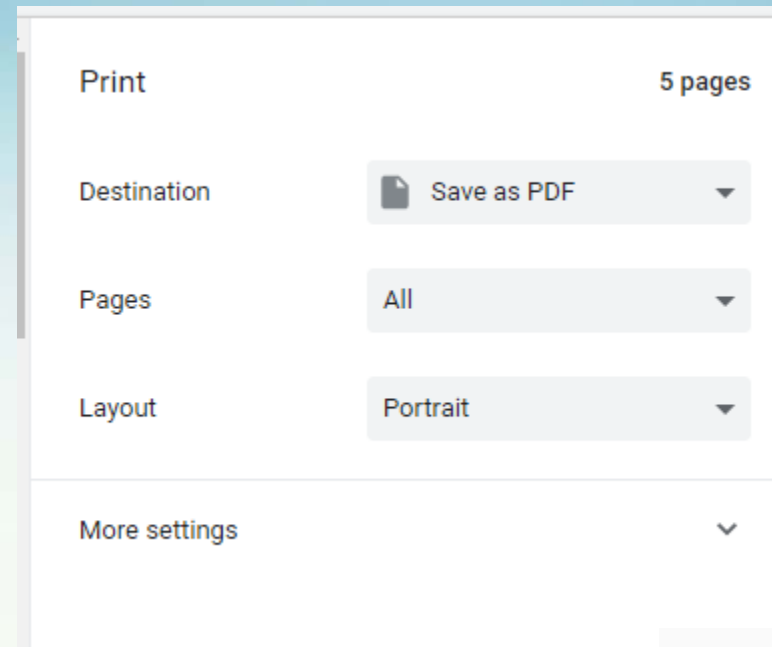 Print 5 pages
Destination Save as PDF
Pages All
Layout Portrait
More settings